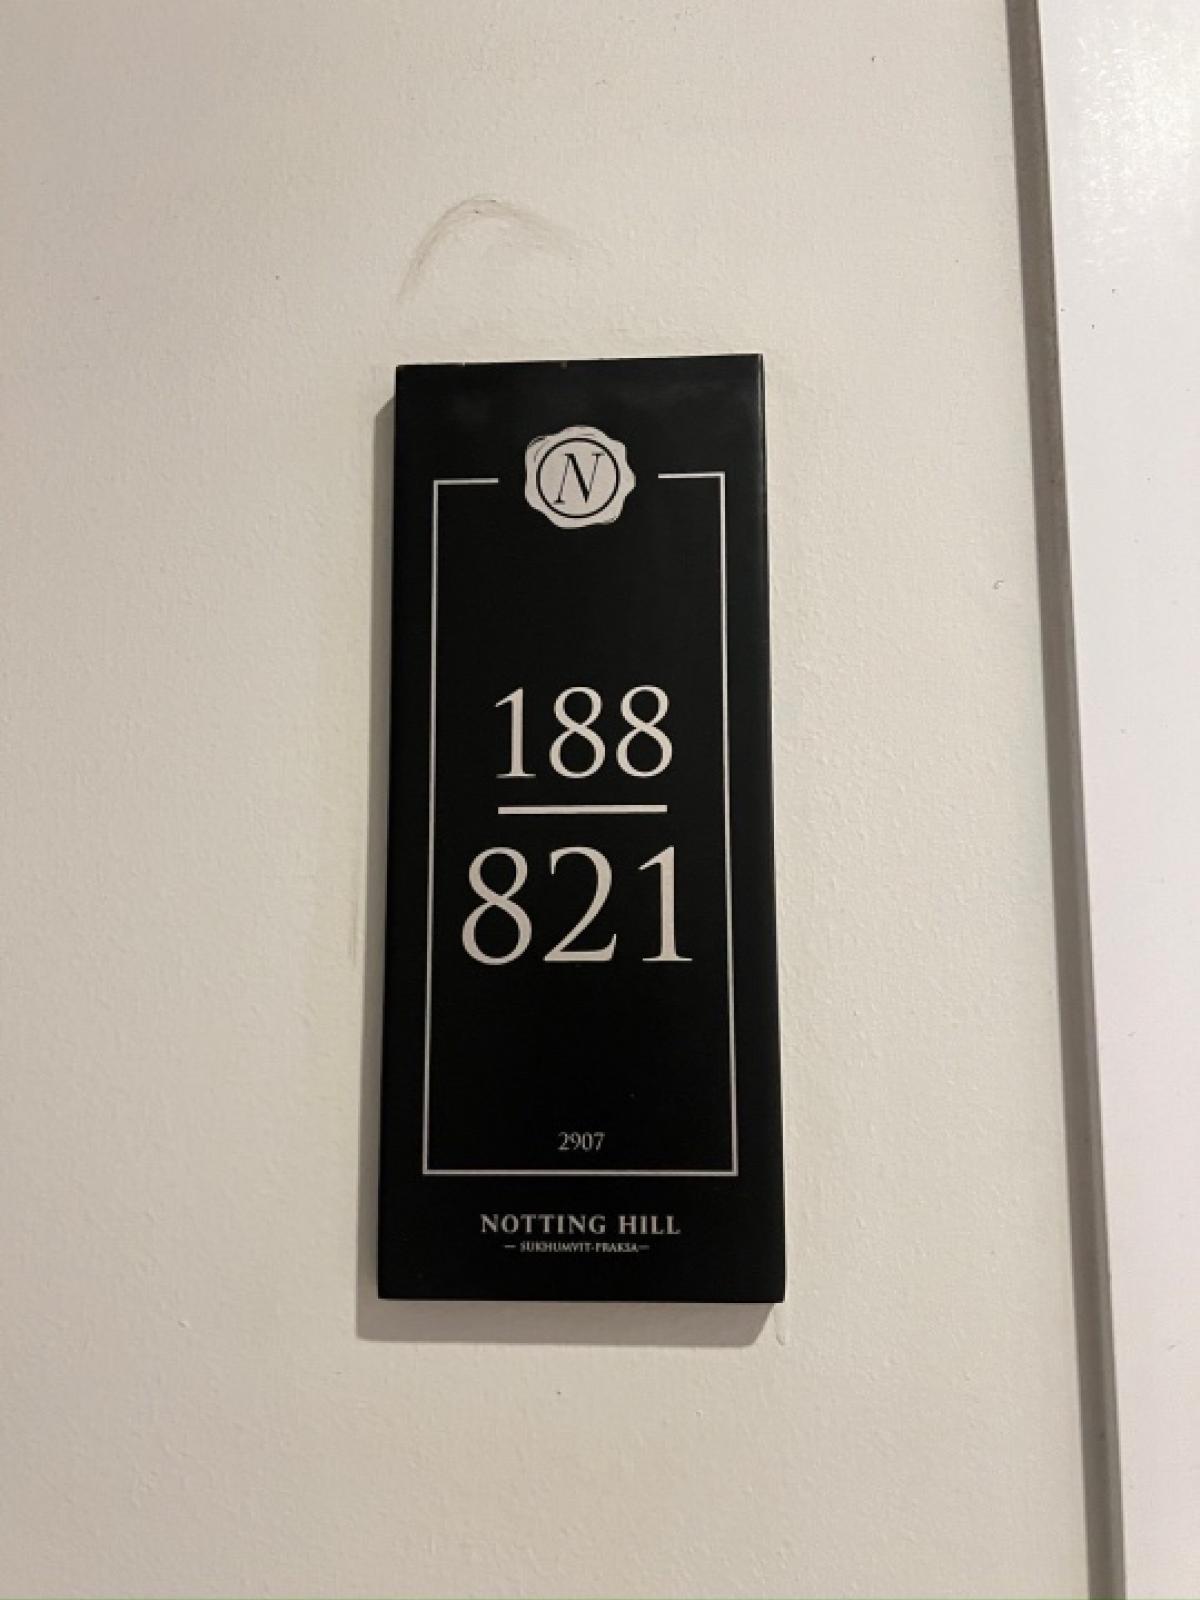 N
188
821
2907
NOTTING HILL
SUKHUMVIT-PRAKSA